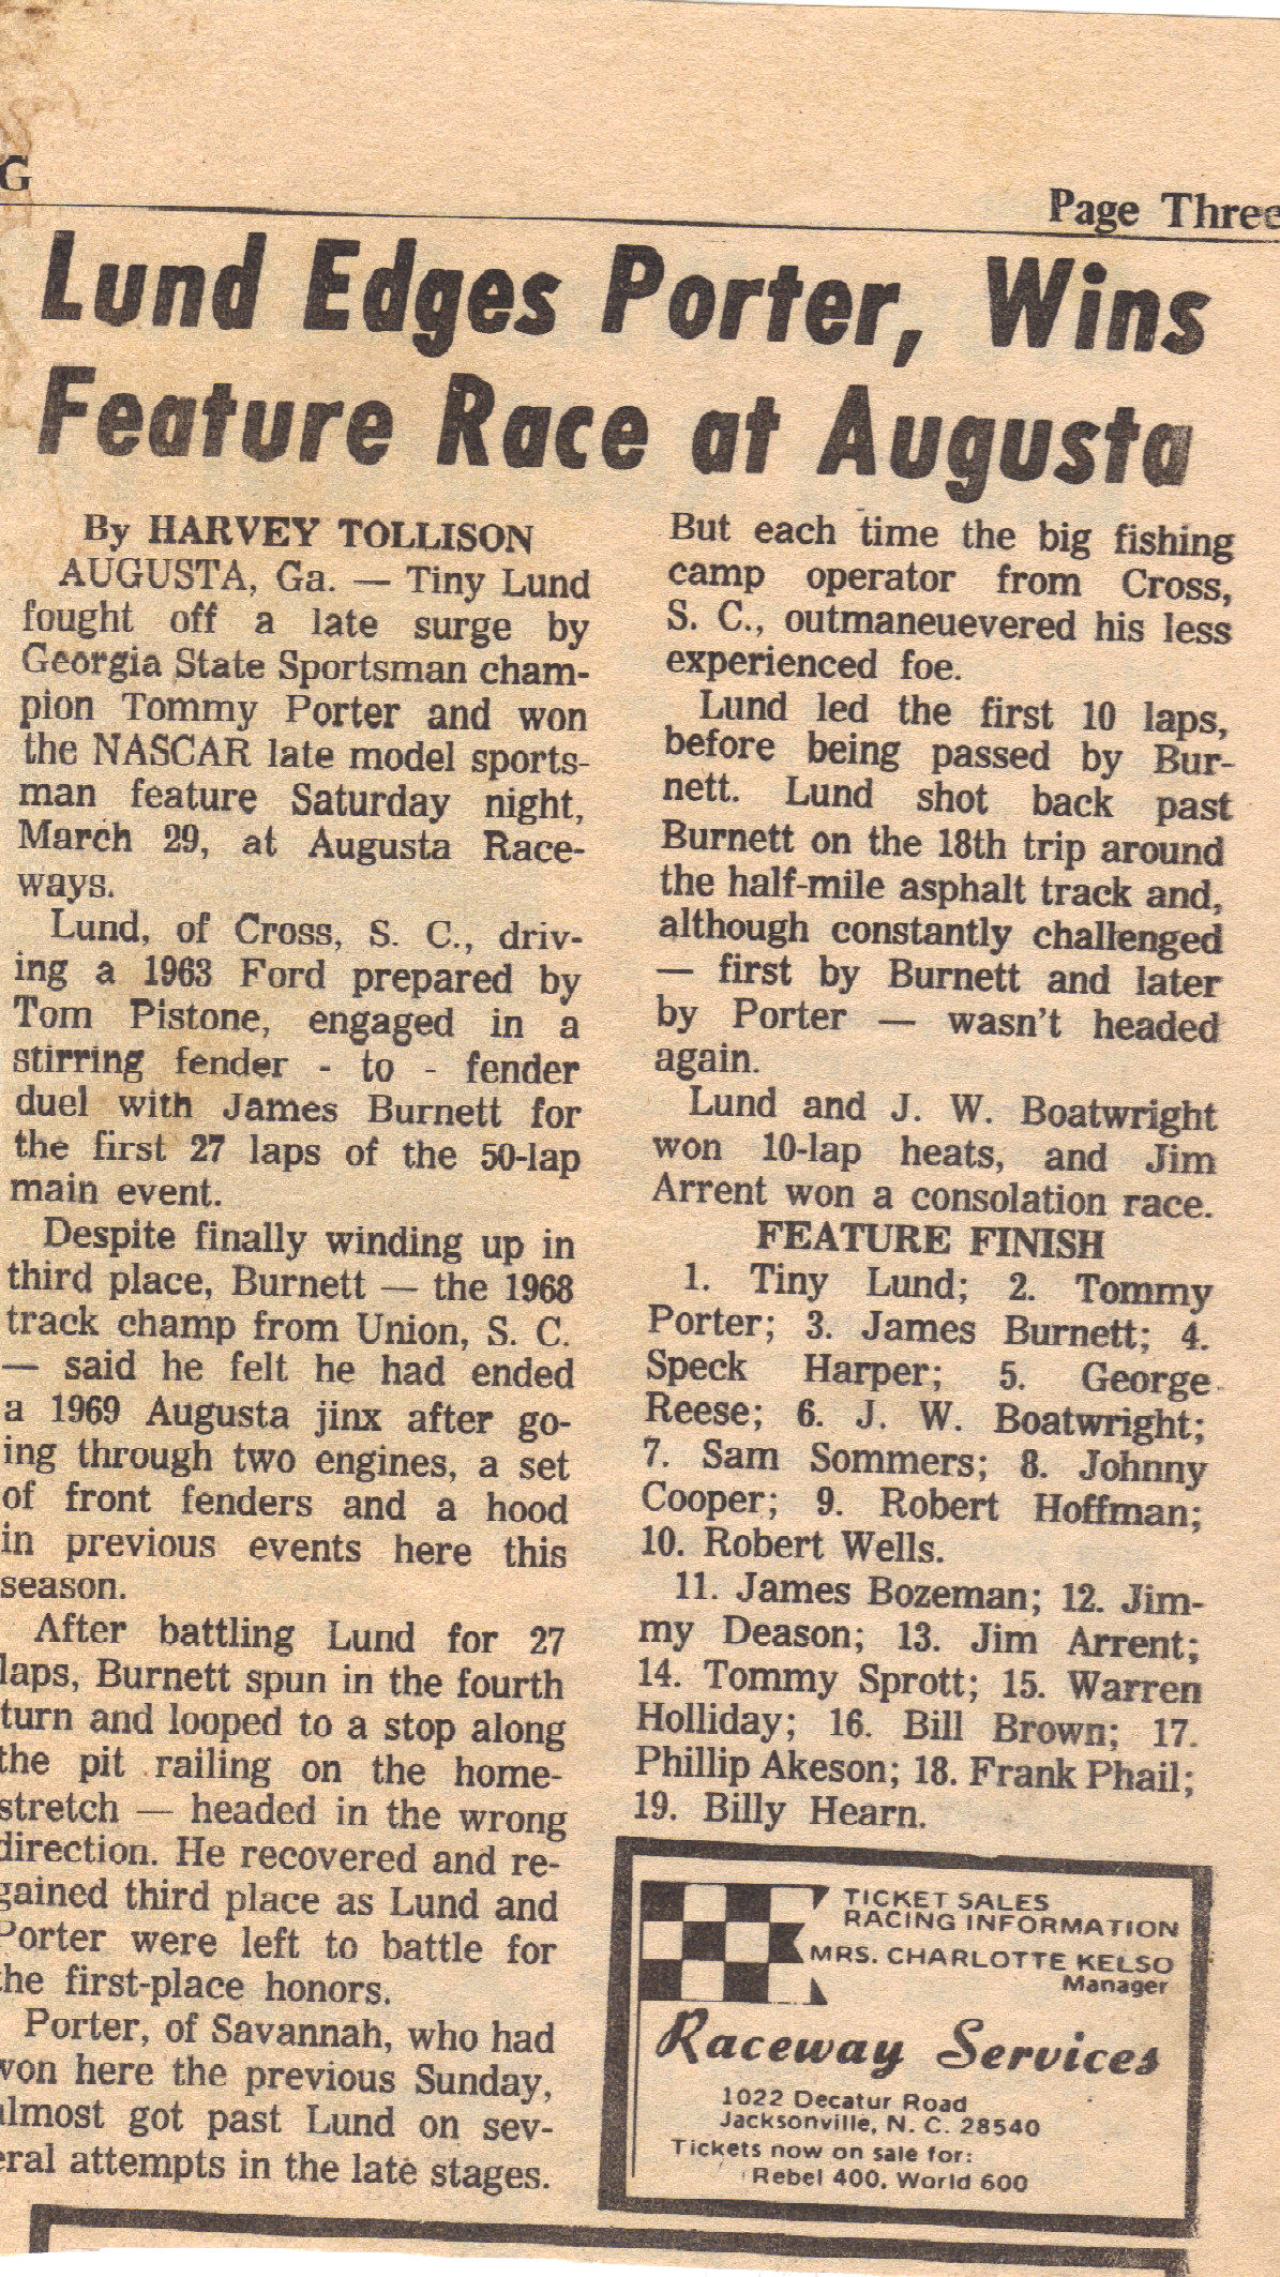 G
Page Three
Lund Edges Porter, Wins
Feature Race at Augusta
By HARVEY TOLLISON
AUGUSTA, Ga. — Tiny Lund
fought off a late surge by
Georgia State Sportsman cham-
pion Tommy Porter and won
the NASCAR late model sports-
man feature Saturday night,
March 29, at Augusta Race-
ways.
Lund, of Cross, S. C., driv-
ing a 1963 Ford prepared by
Tom Pistone, engaged in a
stirring fender - to - fender
duel with James Burnett for
the first 27 laps of the 50-lap
main event.
Despite finally winding up in
third place, Burnett — the 1968
track champ from Union, S. C.
— said he felt he had ended
a 1969 Augusta jinx after go-
ing through two engines, a set
of front fenders and a hood
in previous events here this
season.
After battling Lund for 27
laps, Burnett spun in the fourth
turn and looped to a stop along
the pit railing on the home-
stretch — headed in the wrong
direction. He recovered and re-
gained third place as Lund and
Porter were left to battle for
the first-place honors.
Porter, of Savannah, who had
won here the previous Sunday,
almost got past Lund on sev-
eral attempts in the late stages.
But each time the big fishing
camp operator from Cross,
S. C., outmaneuevered his less
experienced foe.
Lund led the first 10 laps,
before being passed by Bur-
nett. Lund shot back past
Burnett on the 18th trip around
the half-mile asphalt track and,
although constantly challenged
— first by Burnett and later
by Porter — wasn't headed
again.
Lund and J. W. Boatwright
won 10-lap heats, and Jim
Arrent won a consolation race.
FEATURE FINISH
1. Tiny Lund; 2. Tommy
Porter; 3. James Burnett; 4.
Speck Harper; 5. George
Reese; 6. J. W. Boatwright;
7. Sam Sommers; 8. Johnny
Cooper; 9. Robert Hoffman;
10. Robert Wells.
11. James Bozeman; 12. Jim-
my Deason; 13. Jim Arrent;
14. Tommy Sprott; 15. Warren
Holliday; 16. Bill Brown; 17.
Phillip Akeson; 18. Frank Phail;
19. Billy Hearn.
TICKET SALES
RACING INFORMATION
MRS. CHARLOTTE KELSO
Manager
Raceway Services
1022 Decatur Road
Jacksonville, N. C. 28540
Tickets now on sale for:
Rebel 400, World 600